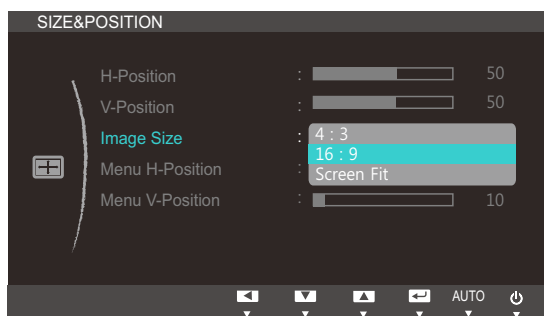 SIZE&POSITION
H-Position : 50
V-Position : 50
Image Size : 4 : 3
16 : 9
Menu H-Position : Screen Fit
Menu V-Position : 10
AUTO